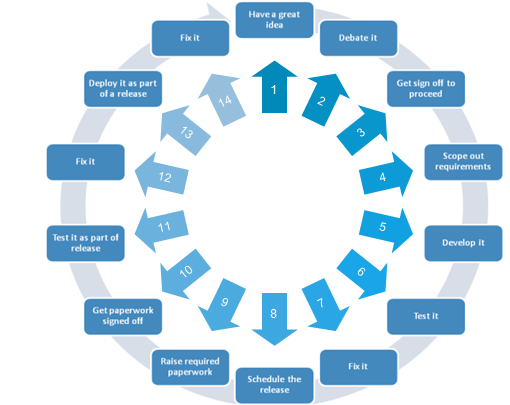 Have a great
idea
Debate it
Get sign off to
proceed
Scope out
requirements
Develop it
Test it
Fix it
Schedule the
release
Raise required
paperwork
Get paperwork
signed off
Test it as part of
release
Fix it
Deploy it as part
of a release
Fix it
1
2
3
4
5
6
7
8
9
10
11
12
13
14